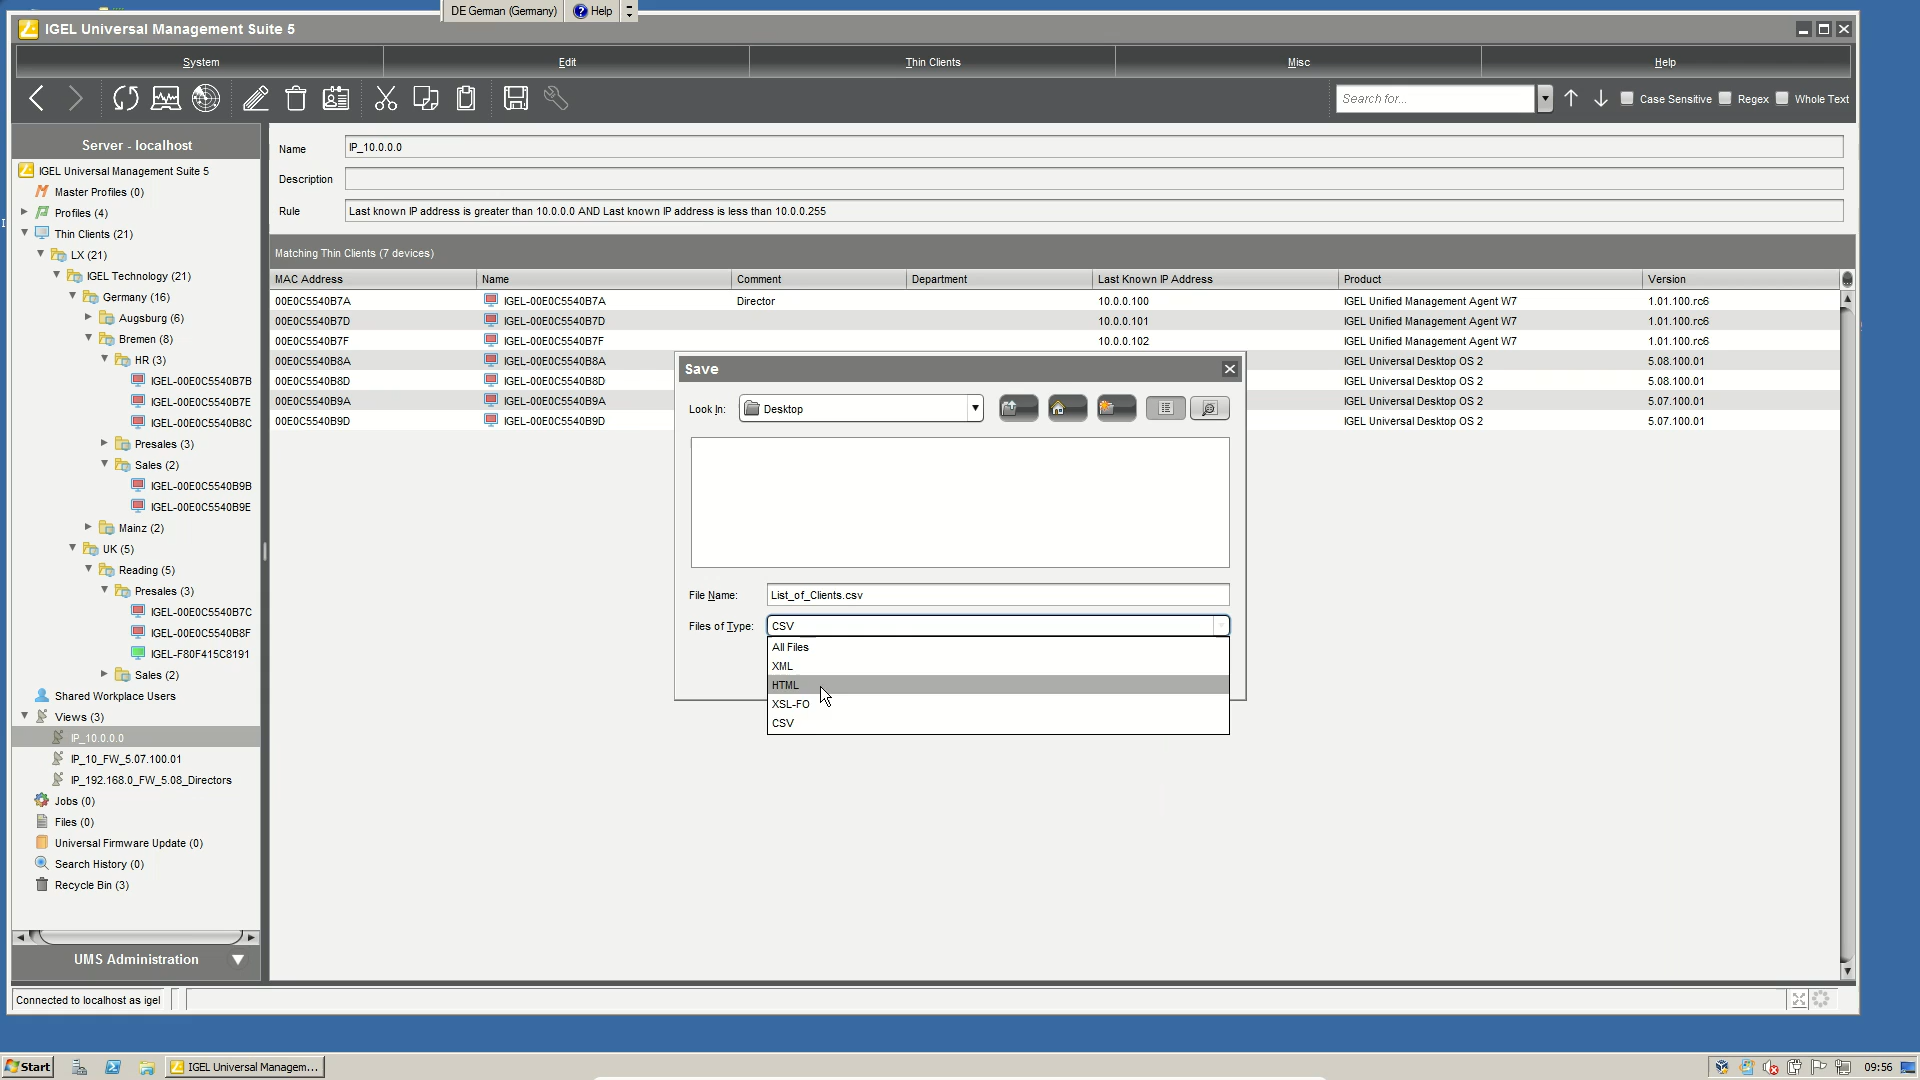 DE German (Germany) Help
IGEL Universal Management Suite 5
System Edit Thin Clients Misc Help
Search for... Case Sensitive Regex Whole Text
Server - localhost
IGEL Universal Management Suite 5
Master Profiles (0)
Profiles (4)
Thin Clients (21)
LX (21)
IGEL Technology (21)
Germany (16)
Augsburg (6)
Bremen (8)
HR (3)
IGEL-00E0C5540B7B
IGEL-00E0C5540B7E
IGEL-00E0C5540B8C
Presales (3)
Sales (2)
IGEL-00E0C5540B9B
IGEL-00E0C5540B9E
Mainz (2)
UK (5)
Reading (5)
Presales (3)
IGEL-00E0C5540B7C
IGEL-00E0C5540B8F
IGEL-F80F415C8191
Sales (2)
Shared Workplace Users
Views (3)
IP_10.0.0.0
IP_10_FW_5.07.100.01
IP_192.168.0_FW_5.08_Directors
Jobs (0)
Files (0)
Universal Firmware Update (0)
Search History (0)
Recycle Bin (3)
UMS Administration
Name IP_10.0.0.0
Description
Rule Last known IP address is greater than 10.0.0.0 AND Last known IP address is less than 10.0.0.255
Matching Thin Clients (7 devices)
MAC Address Name Comment Department Last Known IP Address Product Version
00E0C5540B7A IGEL-00E0C5540B7A Director 10.0.0.100 IGEL Unified Management Agent W7 1.01.100.rc6
00E0C5540B7D IGEL-00E0C5540B7D 10.0.0.101 IGEL Unified Management Agent W7 1.01.100.rc6
00E0C5540B7F IGEL-00E0C5540B7F 10.0.0.102 IGEL Unified Management Agent W7 1.01.100.rc6
00E0C5540B8A IGEL-00E0C5540B8A IGEL Universal Desktop OS 2 5.08.100.01
00E0C5540B8D IGEL-00E0C5540B8D IGEL Universal Desktop OS 2 5.08.100.01
00E0C5540B9A IGEL-00E0C5540B9A IGEL Universal Desktop OS 2 5.07.100.01
00E0C5540B9D IGEL-00E0C5540B9D IGEL Universal Desktop OS 2 5.07.100.01
Save
Look In: Desktop
File Name: List_of_Clients.csv
Files of Type: CSV
All Files
XML
HTML
XSL-FO
CSV
Connected to localhost as igel
Start IGEL Universal Managem... 09:56